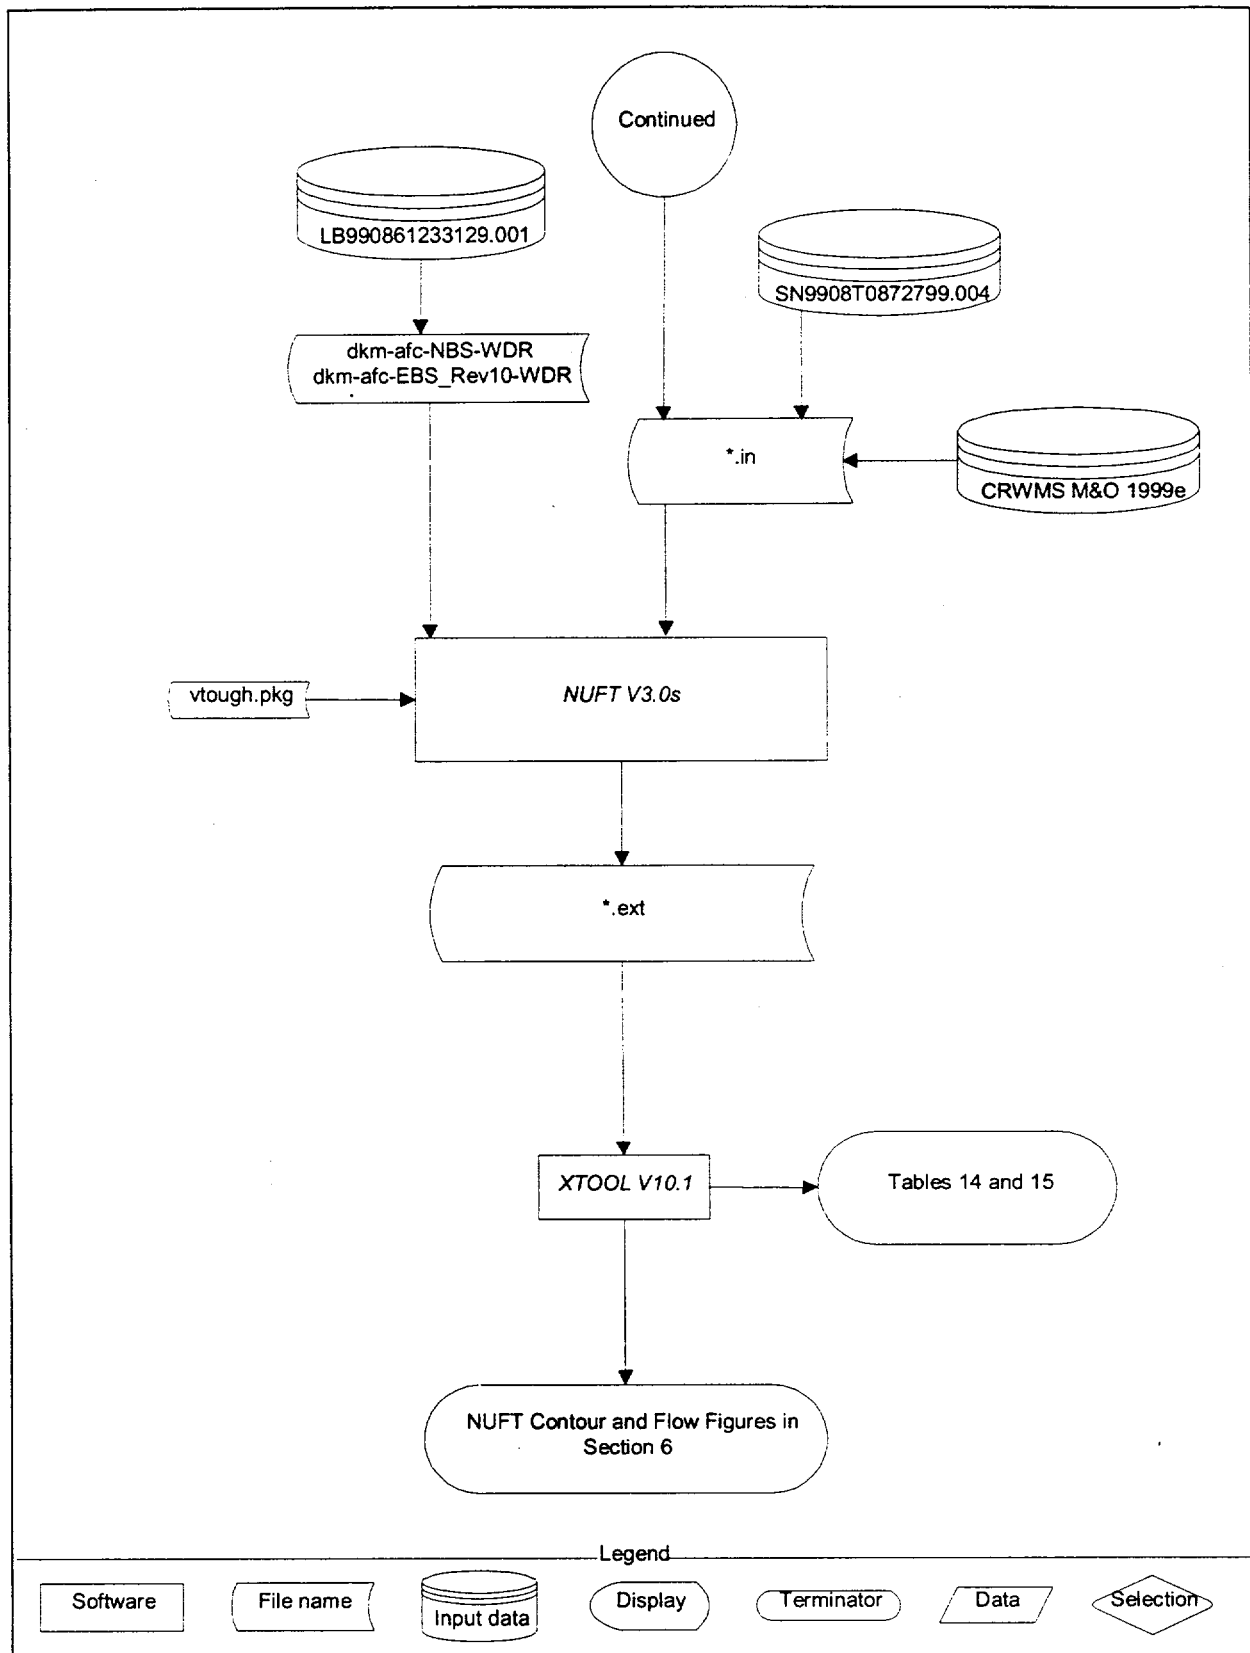 Continued
LB990861233129.001
SN9908T0872799.004
dkm-afc-NBS-WDR
dkm-afc-EBS_Rev10-WDR
*.in
CRWMS M&O 1999e
vtough.pkg
NUFT V3.0s
*.ext
XTOOL V10.1
Tables 14 and 15
NUFT Contour and Flow Figures in
Section 6
Legend
Software
File name
Input data
Display
Terminator
Data
Selection